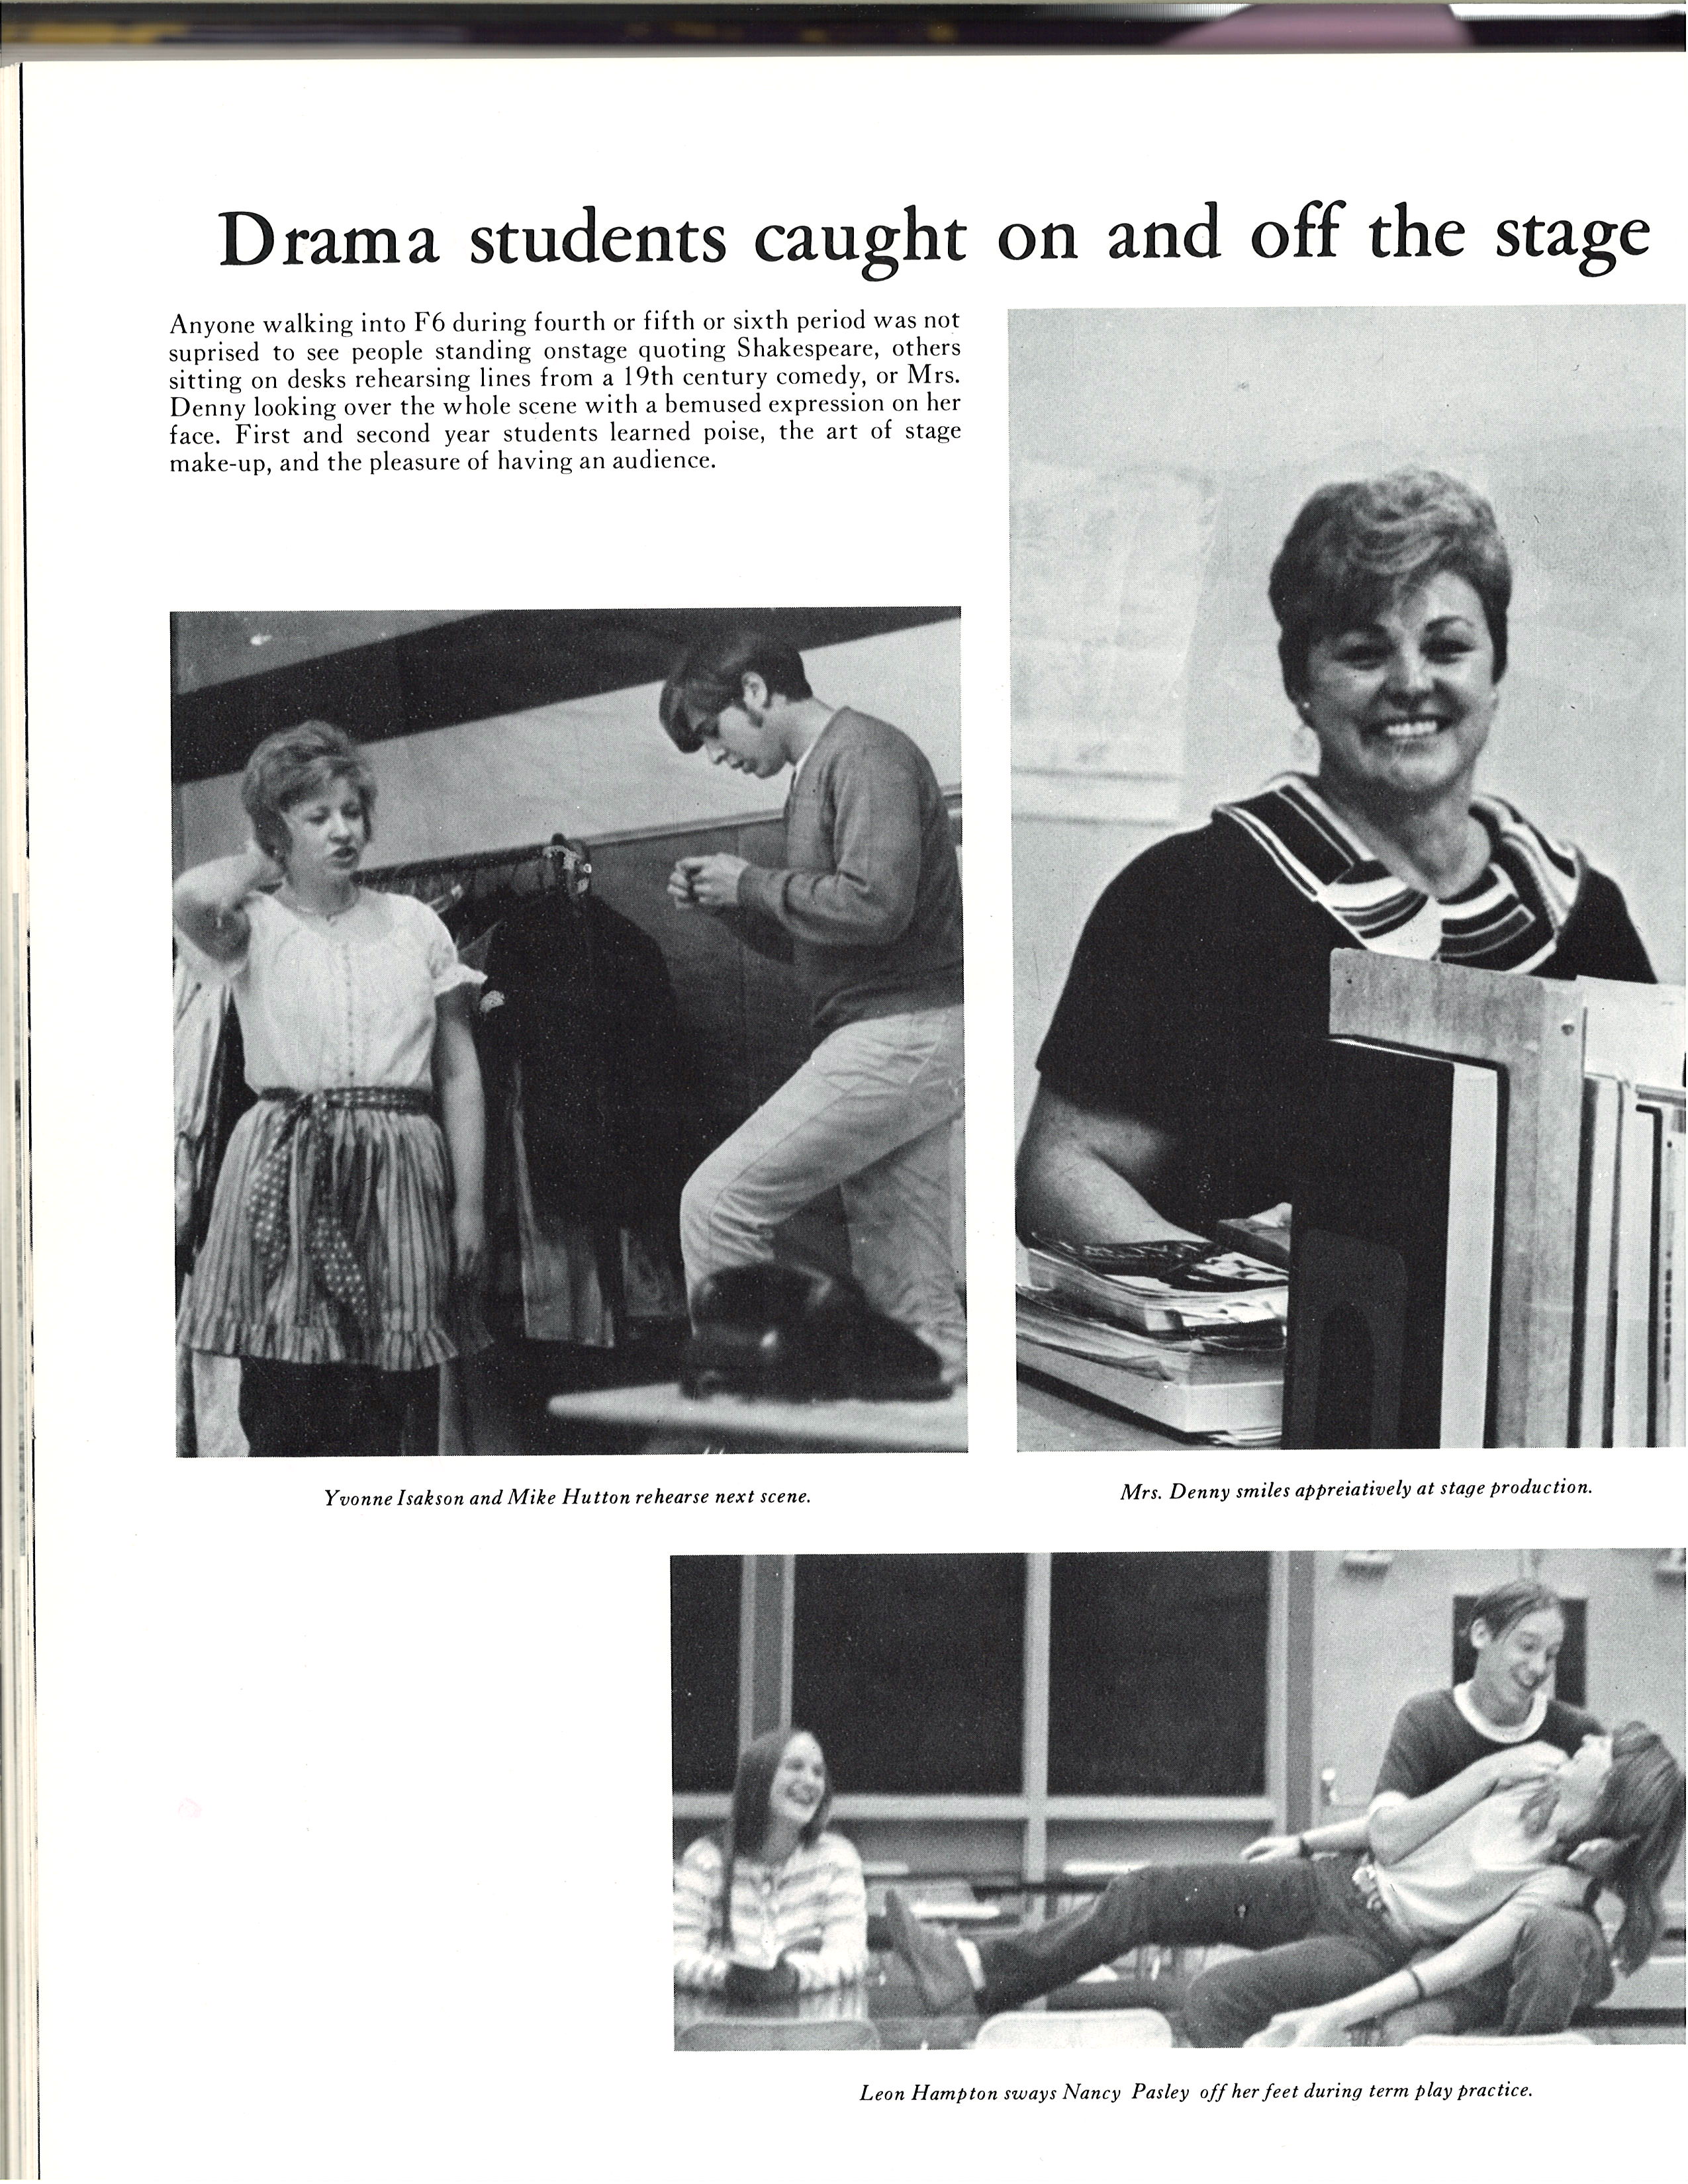 Drama students caught on and off the stage
Anyone walking into F6 during fourth or fifth or sixth period was not
suprised to see people standing onstage quoting Shakespeare, others
sitting on desks rehearsing lines from a 19th century comedy, or Mrs.
Denny looking over the whole scene with a bemused expression on her
face. First and second year students learned poise, the art of stage
make-up, and the pleasure of having an audience.
Yvonne Isakson and Mike Hutton rehearse next scene.
Mrs. Denny smiles appreiatively at stage production.
Leon Hampton sways Nancy Pasley off her feet during term play practice.